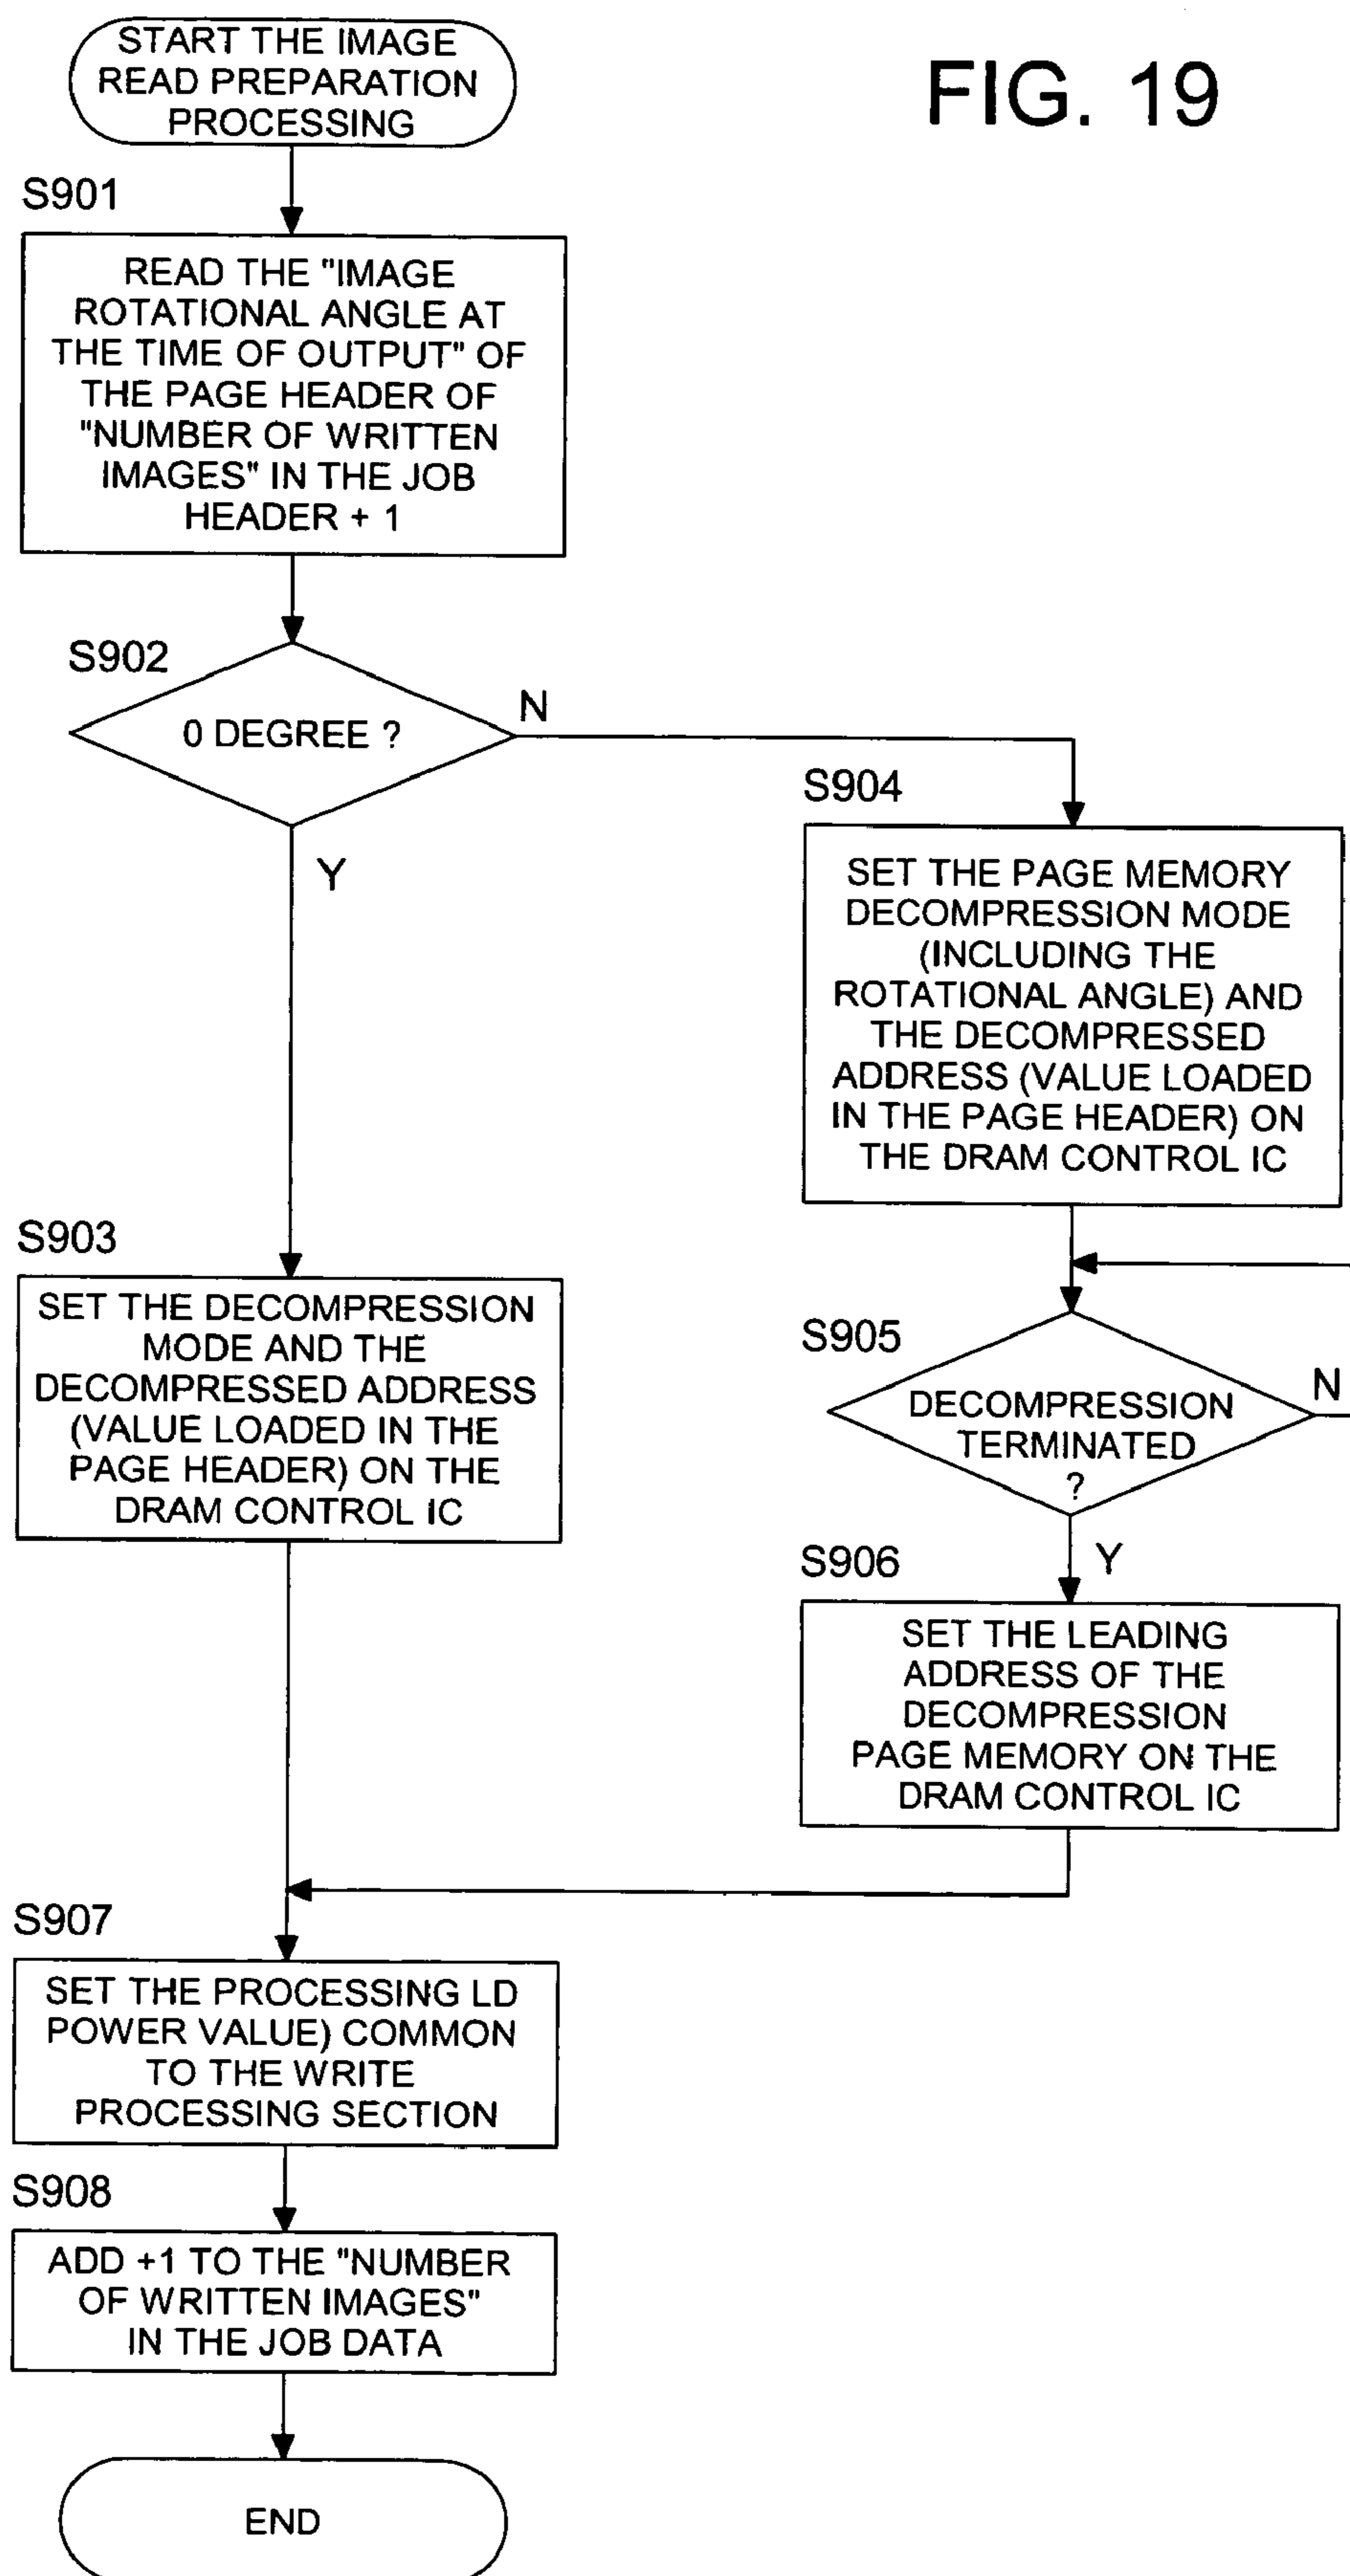 START THE IMAGE
READ PREPARATION
PROCESSING
FIG. 19
S901
READ THE "IMAGE
ROTATIONAL ANGLE AT
THE TIME OF OUTPUT" OF
THE PAGE HEADER OF
"NUMBER OF WRITTEN
IMAGES" IN THE JOB
HEADER + 1
S902
0 DEGREE ?
N
Y
S904
SET THE PAGE MEMORY
DECOMPRESSION MODE
(INCLUDING THE
ROTATIONAL ANGLE) AND
THE DECOMPRESSED
ADDRESS (VALUE LOADED
IN THE PAGE HEADER) ON
THE DRAM CONTROL IC
S903
SET THE DECOMPRESSION
MODE AND THE
DECOMPRESSED ADDRESS
(VALUE LOADED IN THE
PAGE HEADER) ON THE
DRAM CONTROL IC
S905
DECOMPRESSION
TERMINATED
?
N
Y
S906
SET THE LEADING
ADDRESS OF THE
DECOMPRESSION
PAGE MEMORY ON THE
DRAM CONTROL IC
S907
SET THE PROCESSING LD
POWER VALUE) COMMON
TO THE WRITE
PROCESSING SECTION
S908
ADD +1 TO THE "NUMBER
OF WRITTEN IMAGES"
IN THE JOB DATA
END